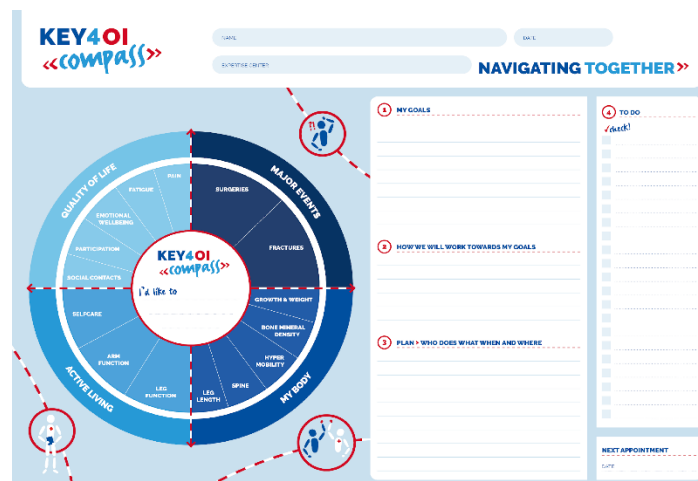 KEY4OI
«compass»
NAME
DATE
EXPERTISE CENTER
NAVIGATING TOGETHER»
QUALITY OF LIFE
PAIN
FATIGUE
EMOTIONAL
WELLBEING
PARTICIPATION
SOCIAL CONTACTS
MAJOR EVENTS
SURGERIES
FRACTURES
KEY4OI
«compass»
I'd like to
ACTIVE LIVING
SELFCARE
ARM
FUNCTION
LEG
FUNCTION
MY BODY
GROWTH & WEIGHT
BONE MINERAL
DENSITY
HYPER
MOBILITY
SPINE
LEG
LENGTH
1 MY GOALS
2 HOW WE WILL WORK TOWARDS MY GOALS
3 PLAN > WHO DOES WHAT WHEN AND WHERE
4 TO DO
✓check!
NEXT APPOINTMENT
DATE